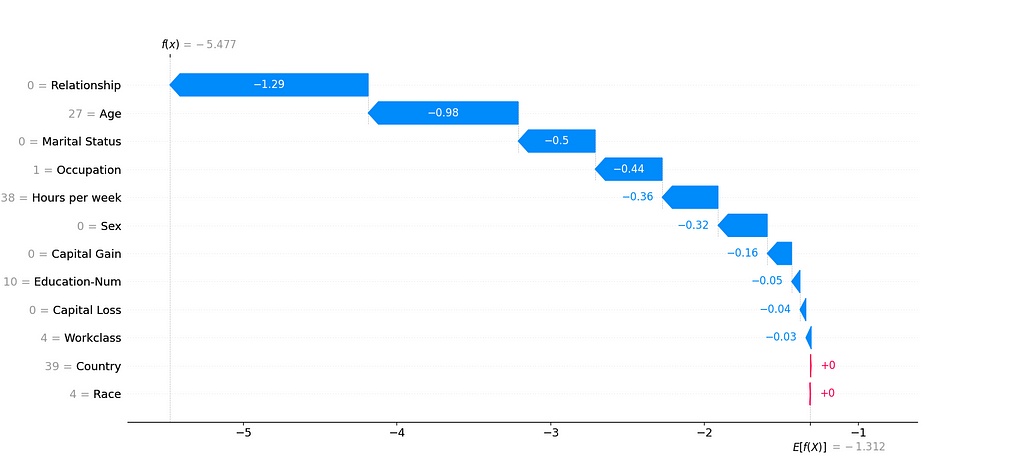 f(x) = −5.477
0 = Relationship −1.29
27 = Age −0.98
0 = Marital Status −0.5
1 = Occupation −0.44
38 = Hours per week −0.36
0 = Sex −0.32
0 = Capital Gain −0.16
10 = Education-Num −0.05
0 = Capital Loss −0.04
4 = Workclass −0.03
39 = Country +0
4 = Race +0
−5 −4 −3 −2 −1
E[f(X)] = −1.312